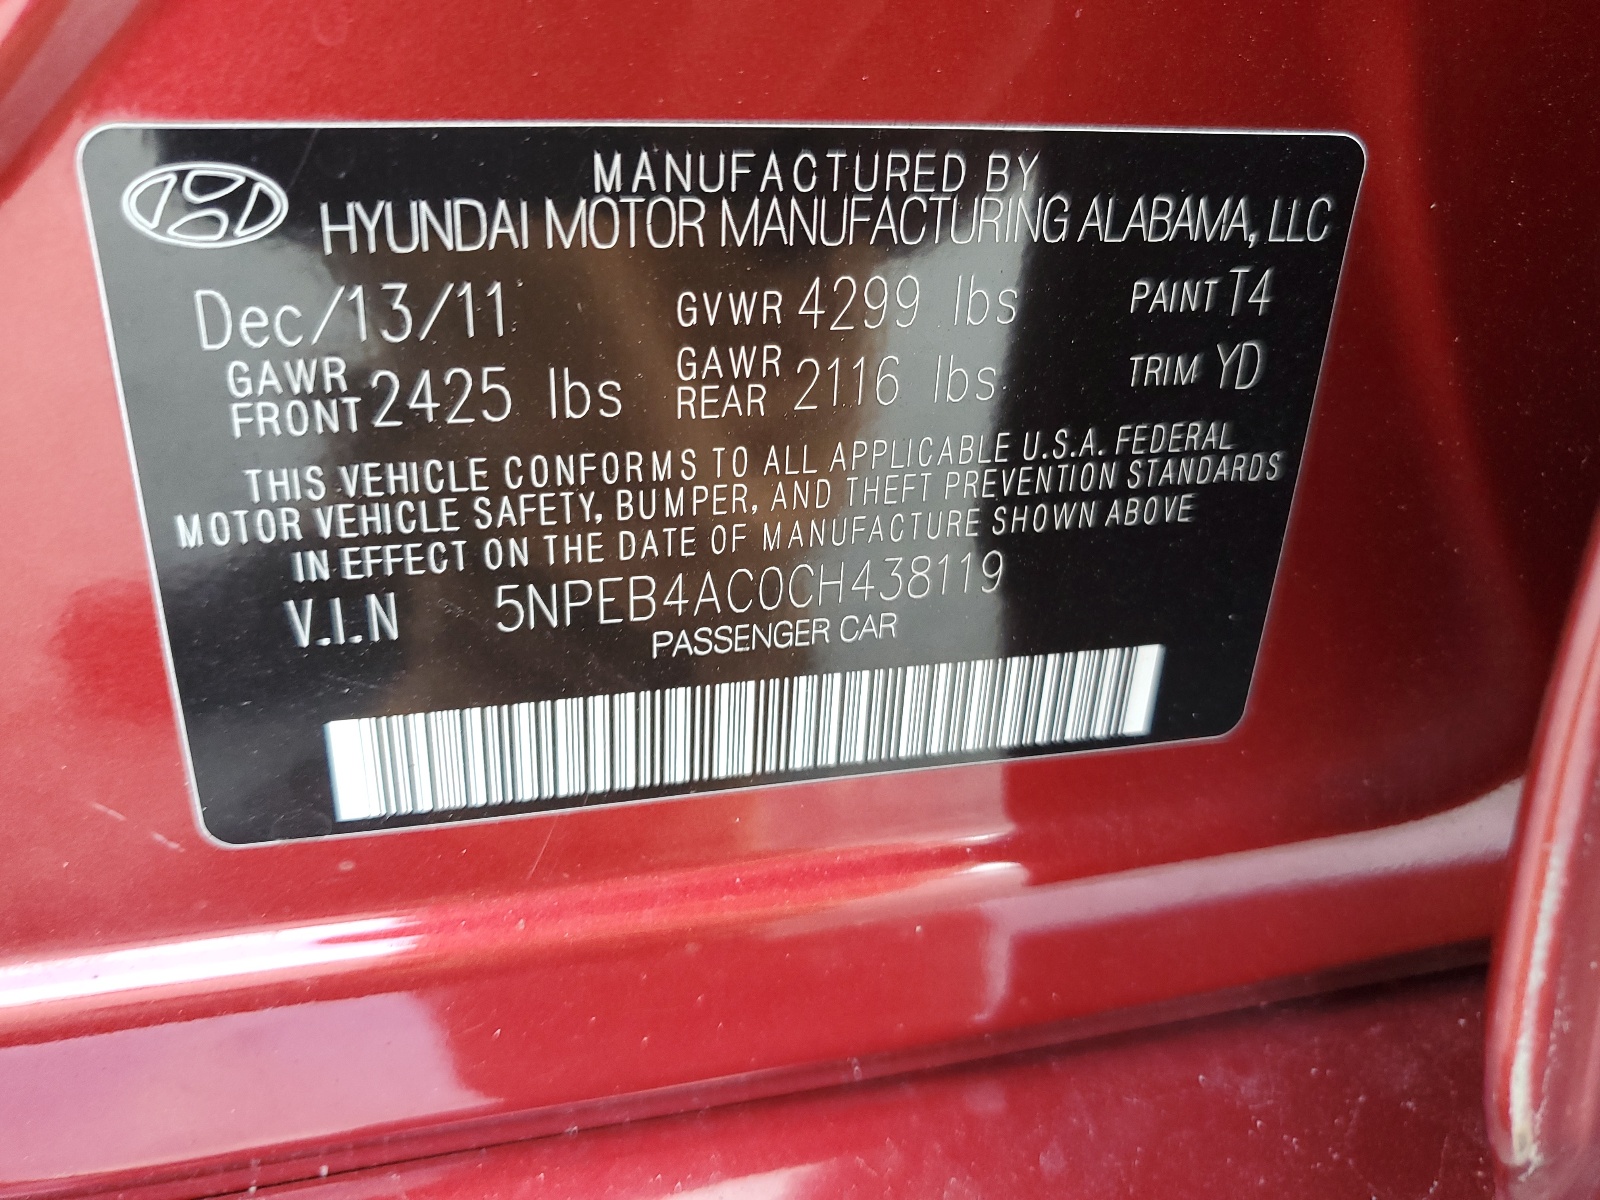 MANUFACTURED BY
HYUNDAI MOTOR MANUFACTURING ALABAMA, LLC
Dec/13/11 GVWR 4299 lbs PAINT T4
GAWR FRONT 2425 lbs GAWR REAR 2116 lbs TRIM YD
THIS VEHICLE CONFORMS TO ALL APPLICABLE U.S.A. FEDERAL
MOTOR VEHICLE SAFETY, BUMPER, AND THEFT PREVENTION STANDARDS
IN EFFECT ON THE DATE OF MANUFACTURE SHOWN ABOVE
V.I.N 5NPEB4AC0CH438119
PASSENGER CAR